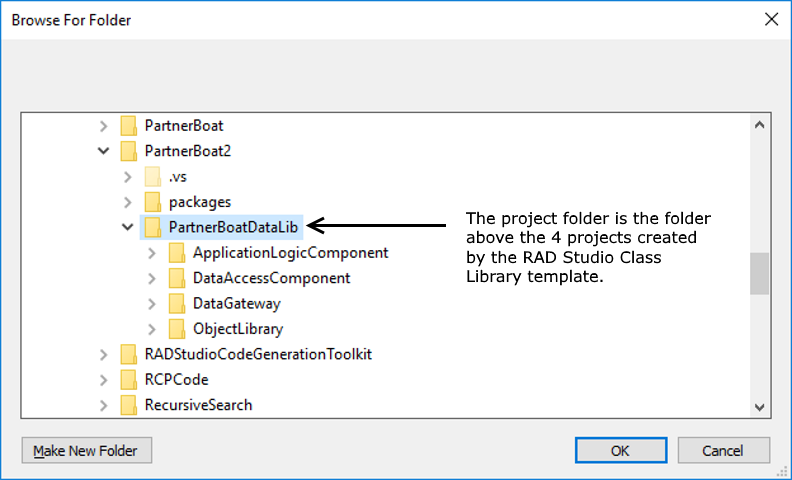 Browse For Folder
PartnerBoat
PartnerBoat2
.vs
packages
PartnerBoatDataLib
ApplicationLogicComponent
DataAccessComponent
DataGateway
ObjectLibrary
RADStudioCodeGenerationToolkit
RCPCode
RecursiveSearch
The project folder is the folder
above the 4 projects created
by the RAD Studio Class
Library template.
Make New Folder
OK
Cancel